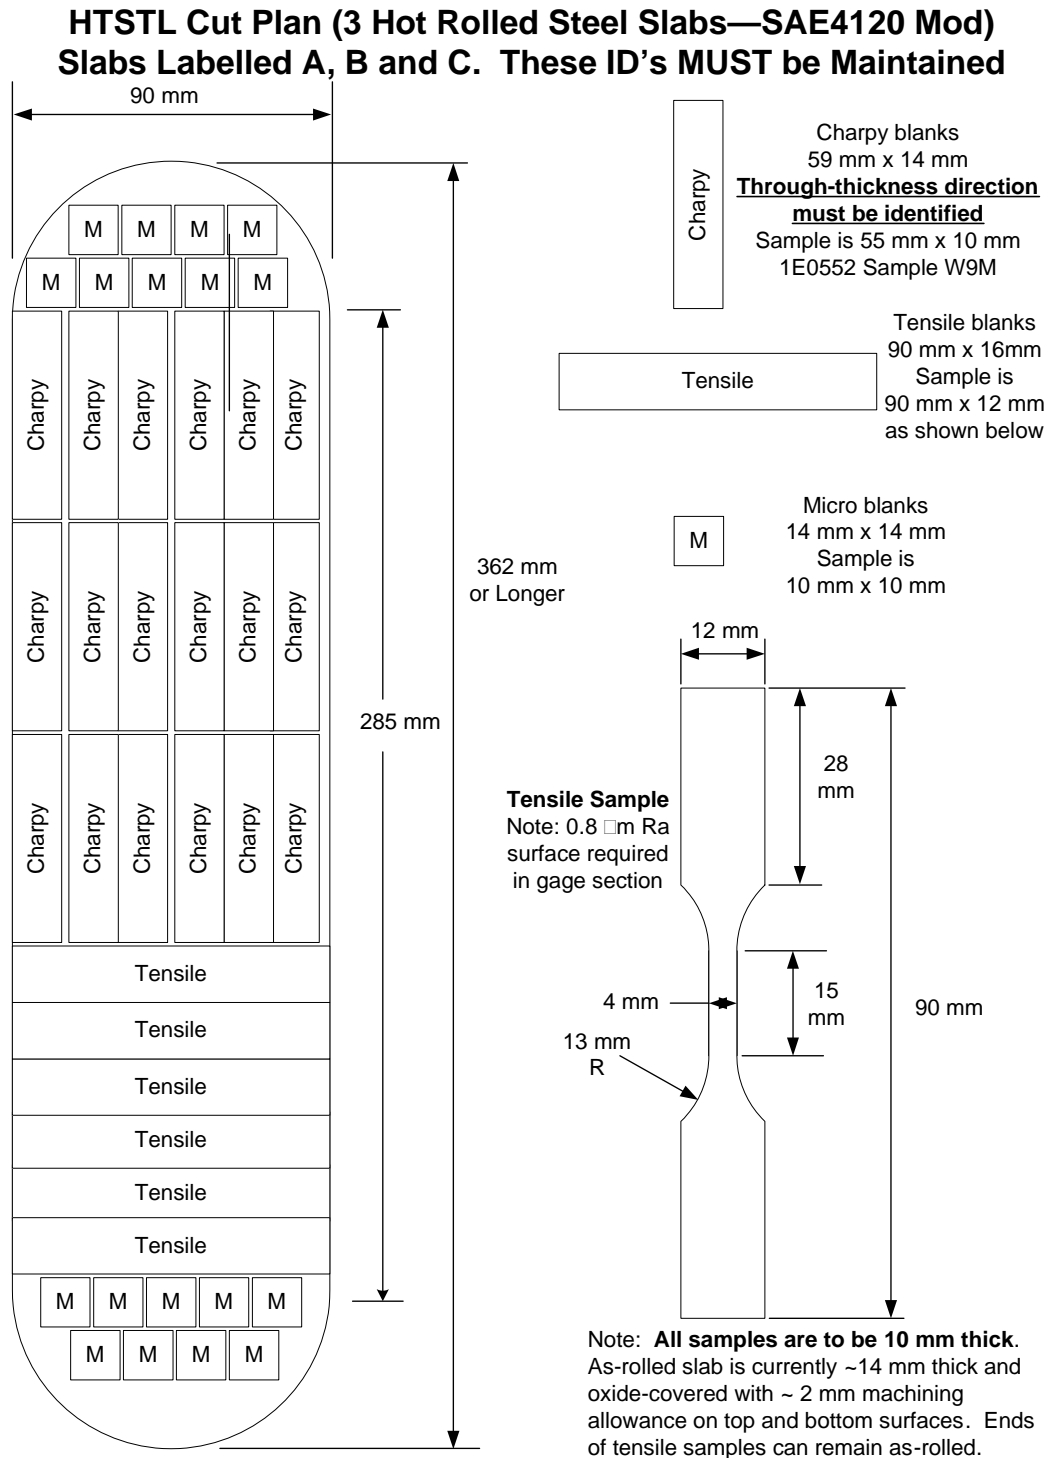 HTSTL Cut Plan (3 Hot Rolled Steel Slabs—SAE4120 Mod)
Slabs Labelled A, B and C.  These ID's MUST be Maintained
90 mm
M M M M
M M M M M
Charpy Charpy Charpy Charpy Charpy Charpy
Charpy Charpy Charpy Charpy Charpy Charpy
Charpy Charpy Charpy Charpy Charpy Charpy
Tensile
Tensile
Tensile
Tensile
Tensile
Tensile
M M M M M
M M M M
362 mm
or Longer
285 mm
Charpy
Charpy blanks
59 mm x 14 mm
Through-thickness direction
must be identified
Sample is 55 mm x 10 mm
1E0552 Sample W9M
Tensile
Tensile blanks
90 mm x 16mm
Sample is
90 mm x 12 mm
as shown below
M
Micro blanks
14 mm x 14 mm
Sample is
10 mm x 10 mm
12 mm
28
mm
Tensile Sample
Note: 0.8 □m Ra
surface required
in gage section
4 mm
15
mm
90 mm
13 mm
R
Note:  All samples are to be 10 mm thick.
As-rolled slab is currently ~14 mm thick and
oxide-covered with ~ 2 mm machining
allowance on top and bottom surfaces.  Ends
of tensile samples can remain as-rolled.